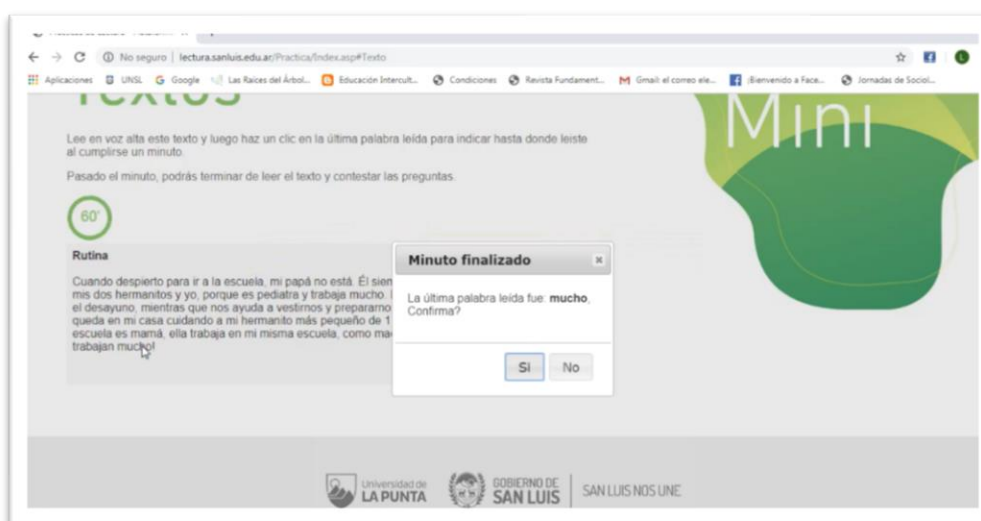 No seguro | lectura.sanluis.edu.ar/Practica/Index.asp#Texto
Aplicaciones UNSL Google Las Raíces del Árbol... Educación Intercult... Condiciones Revista Fundament... Gmail: el correo ele... ¡Bienvenido a Face... Jornadas de Sociol...
Textos
Mini
Lee en voz alta este texto y luego haz un clic en la última palabra leída para indicar hasta donde leiste
al cumplirse un minuto.
Pasado el minuto, podrás terminar de leer el texto y contestar las preguntas.
60'
Rutina
Cuando despierto para ir a la escuela, mi papá no está. Él sien
mis dos hermanitos y yo, porque es pediatra y trabaja mucho.
el desayuno, mientras que nos ayuda a vestirnos y prepararno
queda en mi casa cuidando a mi hermanito más pequeño de 1
escuela es mamá, ella trabaja en mi misma escuela, como ma
trabajan mucho!
Minuto finalizado
La última palabra leída fue: mucho,
Confirma?
Si No
Universidad de
LA PUNTA
GOBIERNO DE
SAN LUIS
SAN LUIS NOS UNE